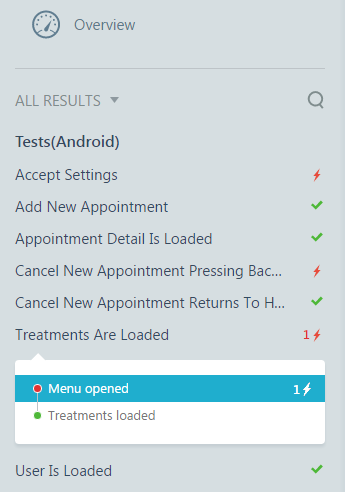 Overview
ALL RESULTS
Tests(Android)
Accept Settings
Add New Appointment
Appointment Detail Is Loaded
Cancel New Appointment Pressing Bac...
Cancel New Appointment Returns To H...
Treatments Are Loaded 1
Menu opened 1
Treatments loaded
User Is Loaded